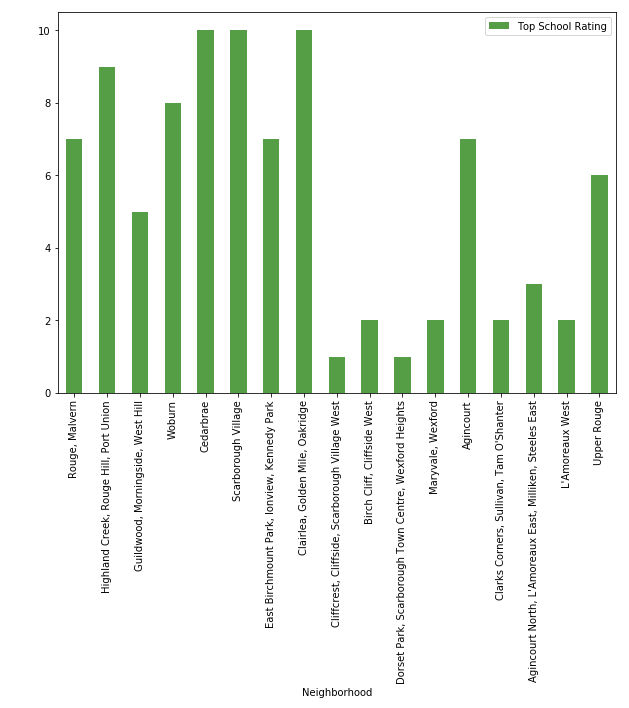 Top School Rating
10
8
6
4
2
0
Rouge, Malvern
Highland Creek, Rouge Hill, Port Union
Guildwood, Morningside, West Hill
Woburn
Cedarbrae
Scarborough Village
East Birchmount Park, Ionview, Kennedy Park
Clairlea, Golden Mile, Oakridge
Cliffcrest, Cliffside, Scarborough Village West
Birch Cliff, Cliffside West
Dorset Park, Scarborough Town Centre, Wexford Heights
Maryvale, Wexford
Agincourt
Clarks Corners, Sullivan, Tam O'Shanter
Agincourt North, L'Amoreaux East, Milliken, Steeles East
L'Amoreaux West
Upper Rouge
Neighborhood